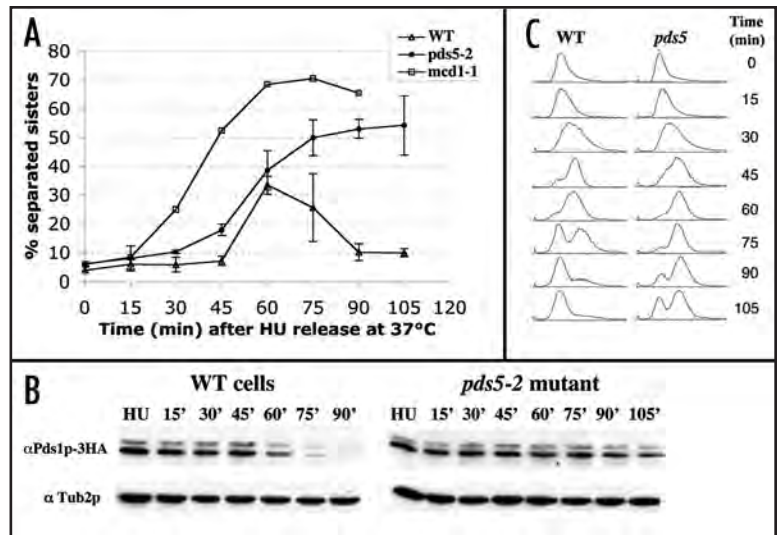 A
80
70
60
50
40
30
20
10
0
% separated sisters
WT
pds5-2
mcd1-1
0 15 30 45 60 75 90 105 120
Time (min) after HU release at 37°C
C
WT pds5 Time (min)
0
15
30
45
60
75
90
105
B
WT cells pds5-2 mutant
HU 15' 30' 45' 60' 75' 90' HU 15' 30' 45' 60' 75' 90' 105'
αPds1p-3HA
α Tub2p